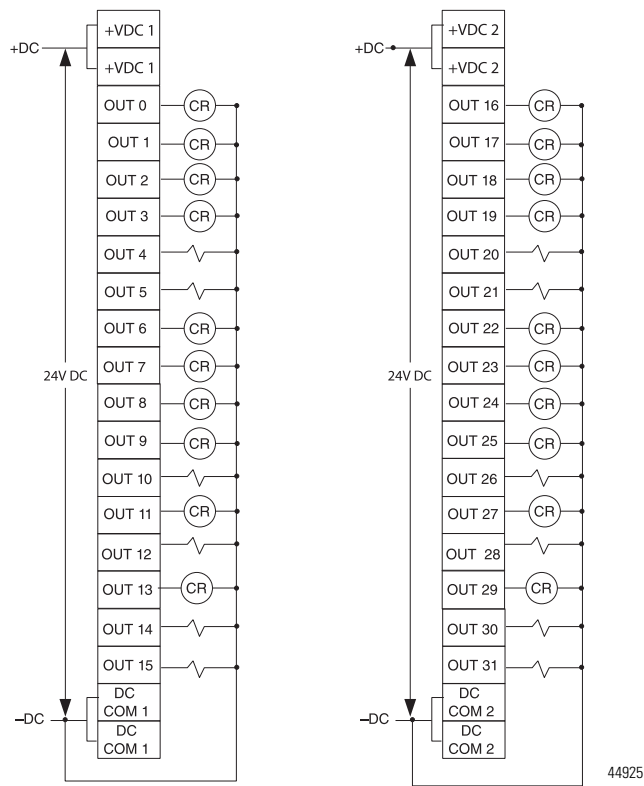 +VDC 1
+DC
+VDC 1
OUT 0 CR
OUT 1 CR
OUT 2 CR
OUT 3 CR
OUT 4
OUT 5
OUT 6 CR
OUT 7 CR
24V DC
OUT 8 CR
OUT 9 CR
OUT 10
OUT 11 CR
OUT 12
OUT 13 CR
OUT 14
OUT 15
DC
COM 1
–DC
DC
COM 1
+VDC 2
+DC
+VDC 2
OUT 16 CR
OUT 17 CR
OUT 18 CR
OUT 19 CR
OUT 20
OUT 21
OUT 22 CR
OUT 23 CR
24V DC
OUT 24 CR
OUT 25 CR
OUT 26
OUT 27 CR
OUT 28
OUT 29 CR
OUT 30
OUT 31
DC
COM 2
–DC
DC
COM 2
44925